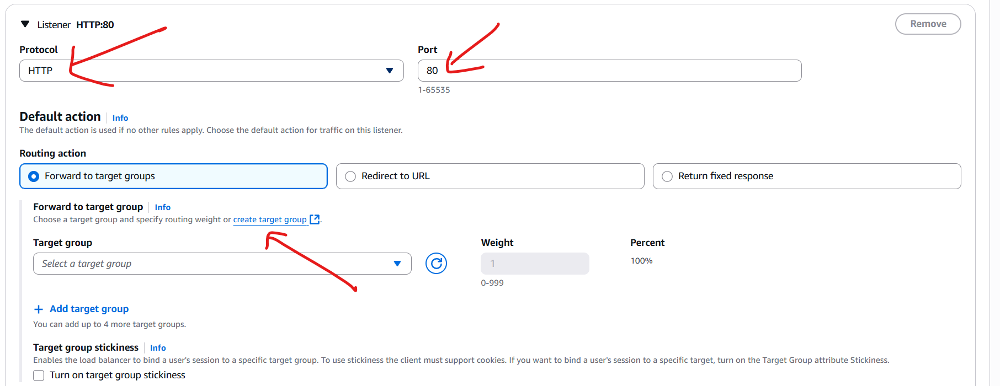 Listener HTTP:80
Remove
Protocol
Port
HTTP
80
1-65535
Default action Info
The default action is used if no other rules apply. Choose the default action for traffic on this listener.
Routing action
Forward to target groups
Redirect to URL
Return fixed response
Forward to target group Info
Choose a target group and specify routing weight or create target group .
Target group
Weight
Percent
Select a target group
1
100%
0-999
+ Add target group
You can add up to 4 more target groups.
Target group stickiness Info
Enables the load balancer to bind a user's session to a specific target group. To use stickiness the client must support cookies. If you want to bind a user's session to a specific target, turn on the Target Group attribute Stickiness.
Turn on target group stickiness